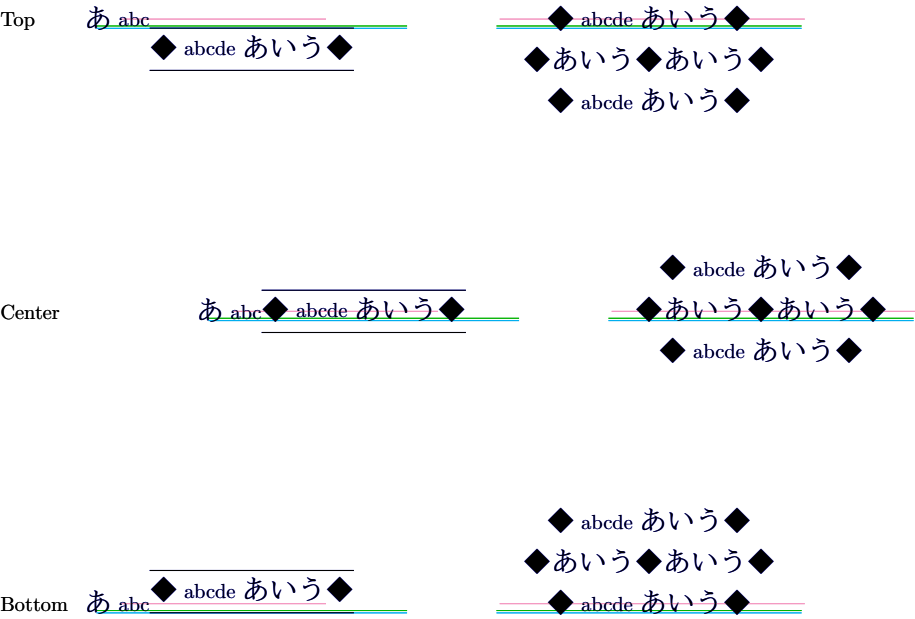 Top あ abc ◆ abcde あいう◆
◆ abcde あいう◆
◆あいう◆あいう◆
◆ abcde あいう◆
Center あ abc◆ abcde あいう◆
◆ abcde あいう◆
◆あいう◆あいう◆
◆ abcde あいう◆
Bottom あ abc ◆ abcde あいう◆
◆ abcde あいう◆
◆あいう◆あいう◆
◆ abcde あいう◆